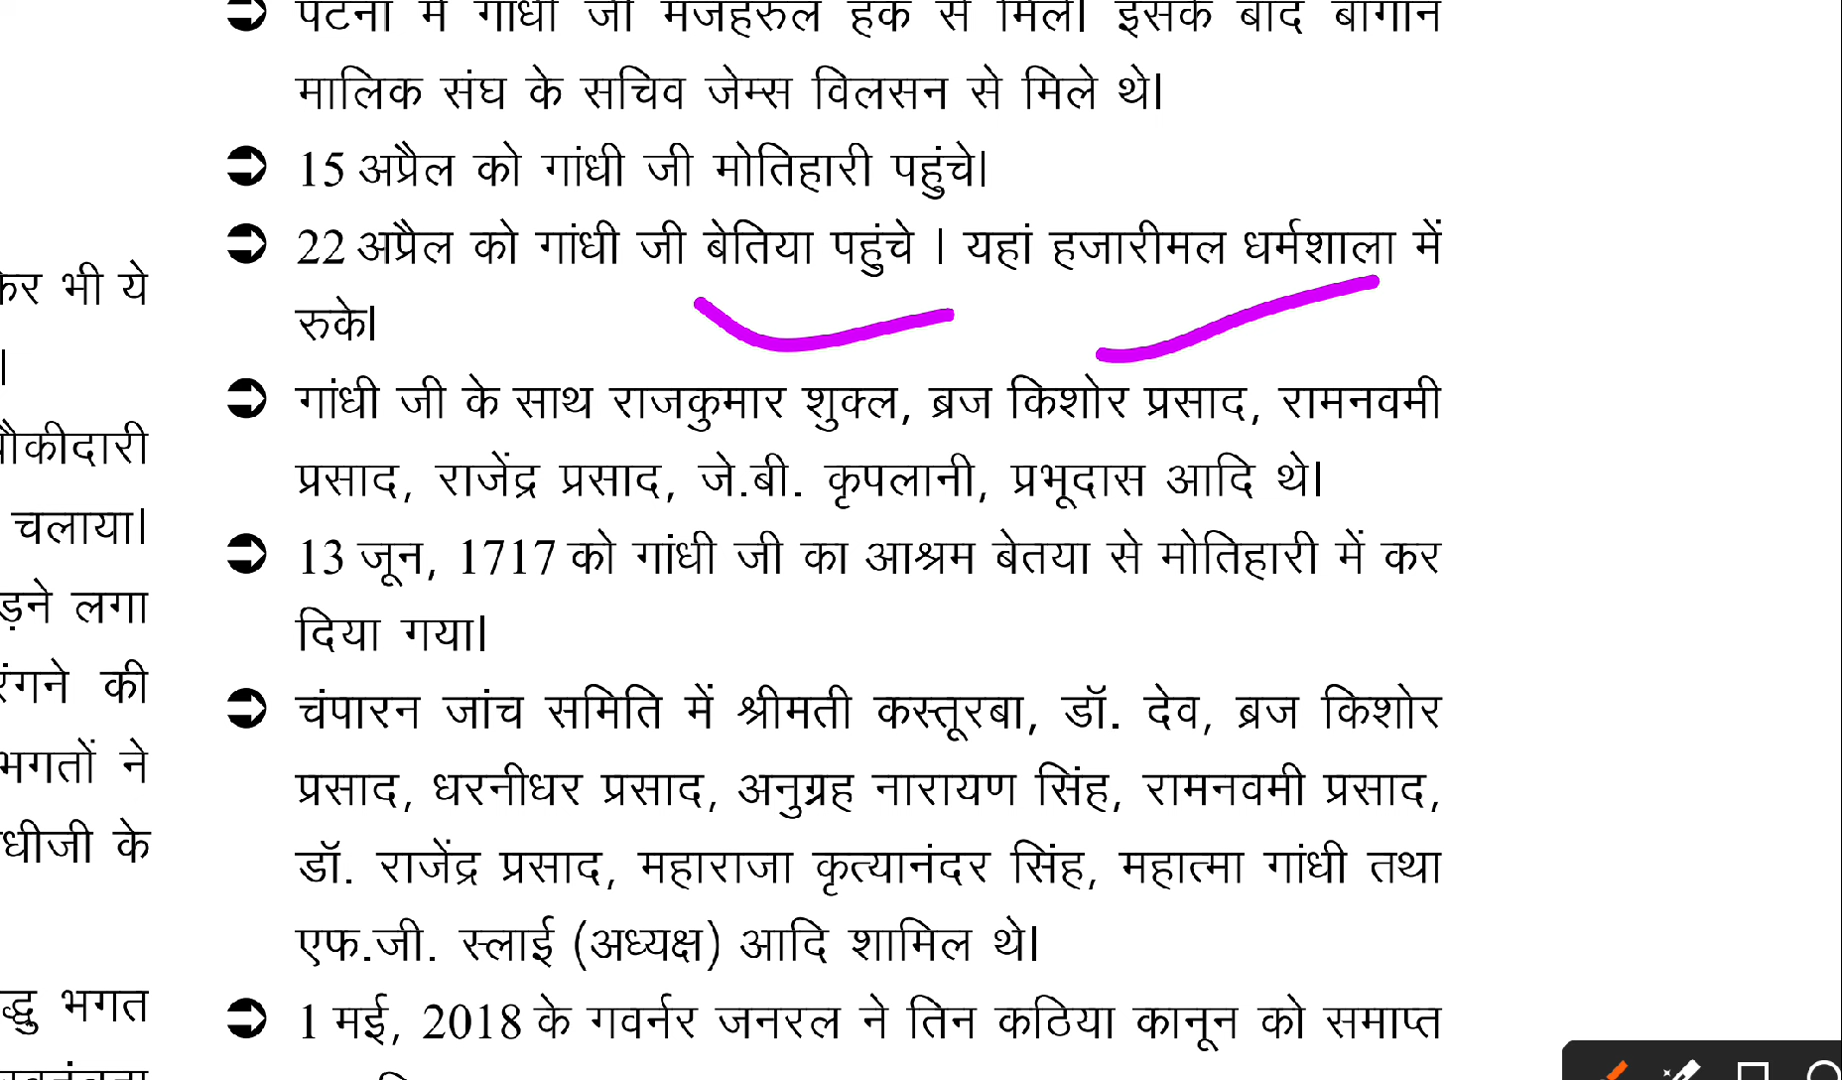 पटना में गांधी जी मजहरुल हक से मिले। इसके बाद बागान
मालिक संघ के सचिव जेम्स विलसन से मिले थे।
15 अप्रैल को गांधी जी मोतिहारी पहुंचे।
22 अप्रैल को गांधी जी बेतिया पहुंचे । यहां हजारीमल धर्मशाला में
रुके।
गांधी जी के साथ राजकुमार शुक्ल, ब्रज किशोर प्रसाद, रामनवमी
प्रसाद, राजेंद्र प्रसाद, जे.बी. कृपलानी, प्रभूदास आदि थे।
13 जून, 1717 को गांधी जी का आश्रम बेतया से मोतिहारी में कर
दिया गया।
चंपारन जांच समिति में श्रीमती कस्तूरबा, डॉ. देव, ब्रज किशोर
प्रसाद, धरनीधर प्रसाद, अनुग्रह नारायण सिंह, रामनवमी प्रसाद,
डॉ. राजेंद्र प्रसाद, महाराजा कृत्यानंदर सिंह, महात्मा गांधी तथा
एफ.जी. स्लाई (अध्यक्ष) आदि शामिल थे।
1 मई, 2018 के गवर्नर जनरल ने तिन कठिया कानून को समाप्त
भी ये
।
चलाया।
लगा
की
ने
के
भगत